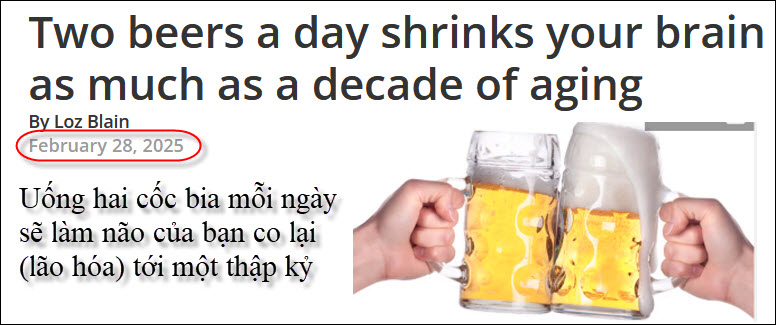 Two beers a day shrinks your brain
as much as a decade of aging
By Loz Blain
February 28, 2025
Uống hai cốc bia mỗi ngày
sẽ làm não của bạn co lại
(lão hóa) tới một thập kỷ